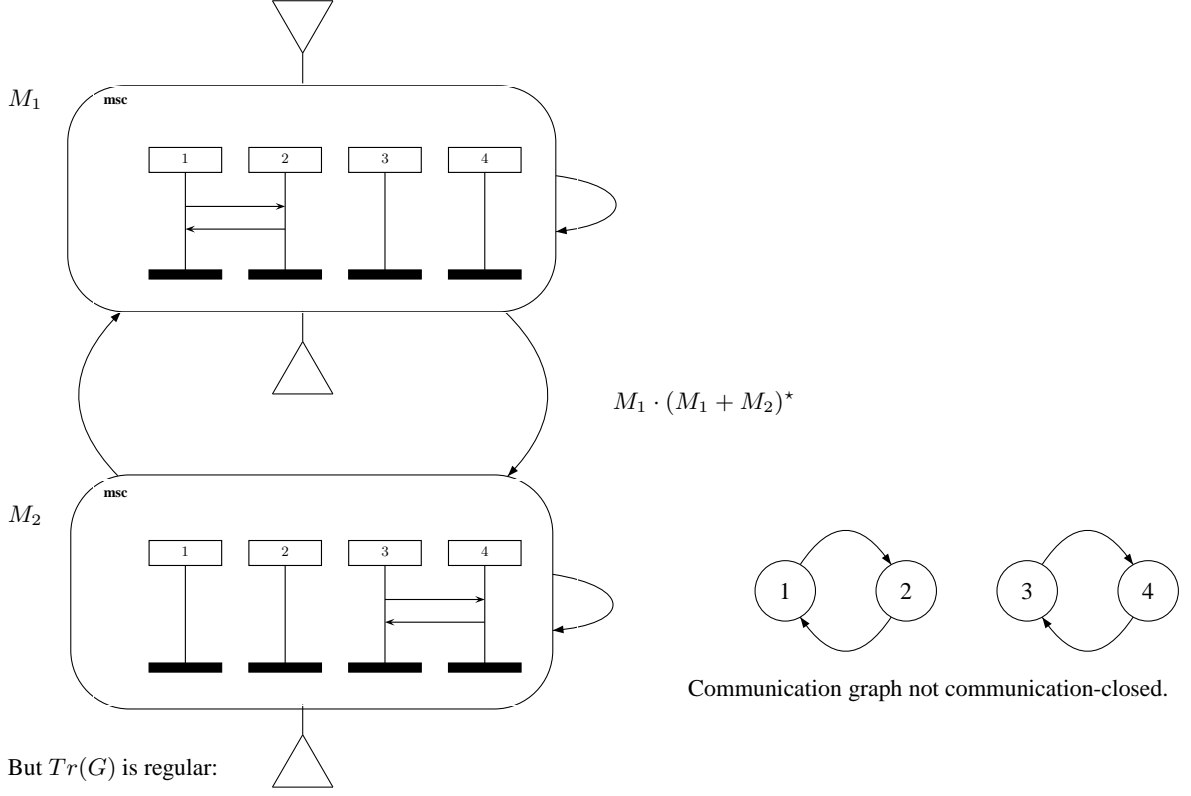 M₁
msc
1 2 3 4
M₁ · (M₁ + M₂)⋆
msc
M₂
1 2 3 4
1 2 3 4
Communication graph not communication-closed.
But Tr(G) is regular: